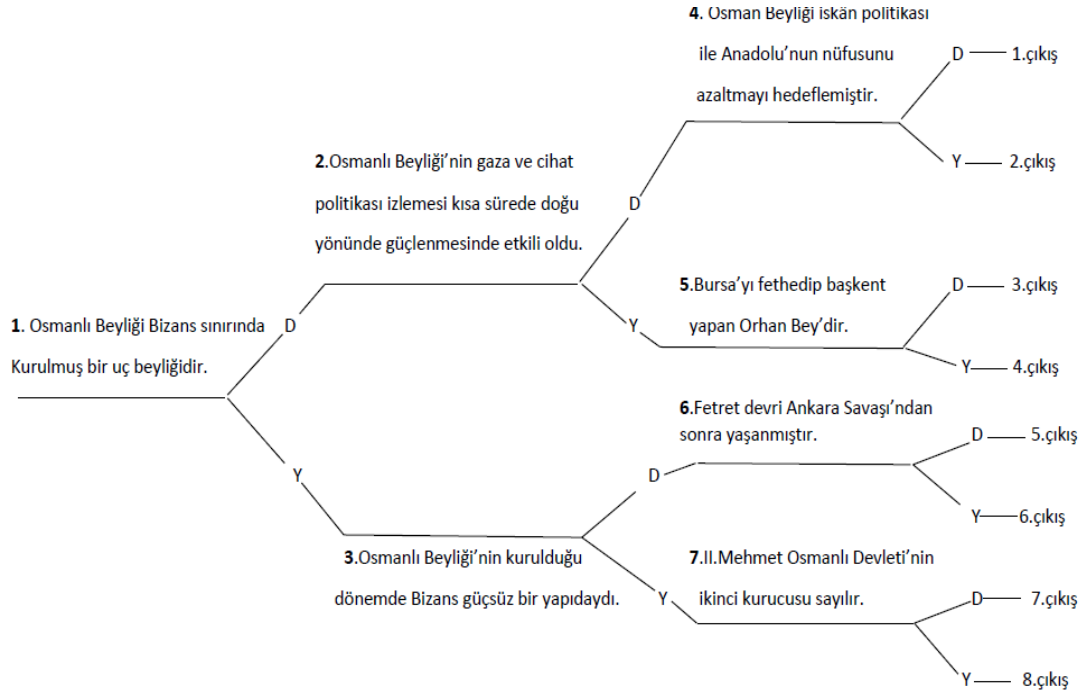 4. Osman Beyliği iskân politikası
ile Anadolu'nun nüfusunu
azaltmayı hedeflemiştir.
D
1.çıkış
Y
2.çıkış
2.Osmanlı Beyliği'nin gaza ve cihat
politikası izlemesi kısa sürede doğu
yönünde güçlenmesinde etkili oldu.
D
5.Bursa'yı fethedip başkent
yapan Orhan Bey'dir.
D
3.çıkış
Y
4.çıkış
Y
1. Osmanlı Beyliği Bizans sınırında
Kurulmuş bir uç beyliğidir.
D
6.Fetret devri Ankara Savaşı'ndan
sonra yaşanmıştır.
D
5.çıkış
Y
6.çıkış
Y
D
3.Osmanlı Beyliği'nin kurulduğu
dönemde Bizans güçsüz bir yapıdaydı.
Y
7.II.Mehmet Osmanlı Devleti'nin
ikinci kurucusu sayılır.
D
7.çıkış
Y
8.çıkış